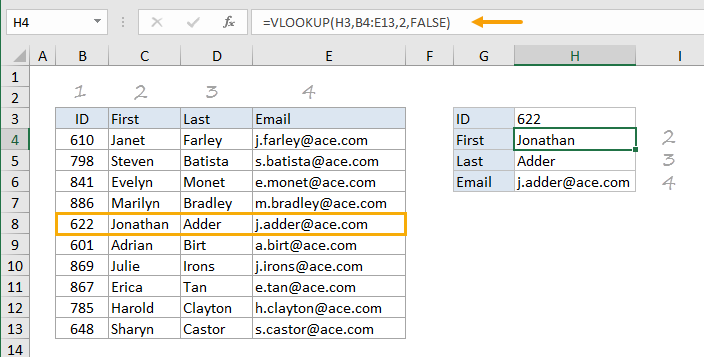 H4 fx =VLOOKUP(H3,B4:E13,2,FALSE)
A B C D E F G H I
1
2 1 2 3 4
3 ID First Last Email ID 622
4 610 Janet Farley j.farley@ace.com First Jonathan 2
5 798 Steven Batista s.batista@ace.com Last Adder 3
6 841 Evelyn Monet e.monet@ace.com Email j.adder@ace.com 4
7 886 Marilyn Bradley m.bradley@ace.com
8 622 Jonathan Adder j.adder@ace.com
9 601 Adrian Birt a.birt@ace.com
10 869 Julie Irons j.irons@ace.com
11 867 Erica Tan e.tan@ace.com
12 785 Harold Clayton h.clayton@ace.com
13 648 Sharyn Castor s.castor@ace.com
14